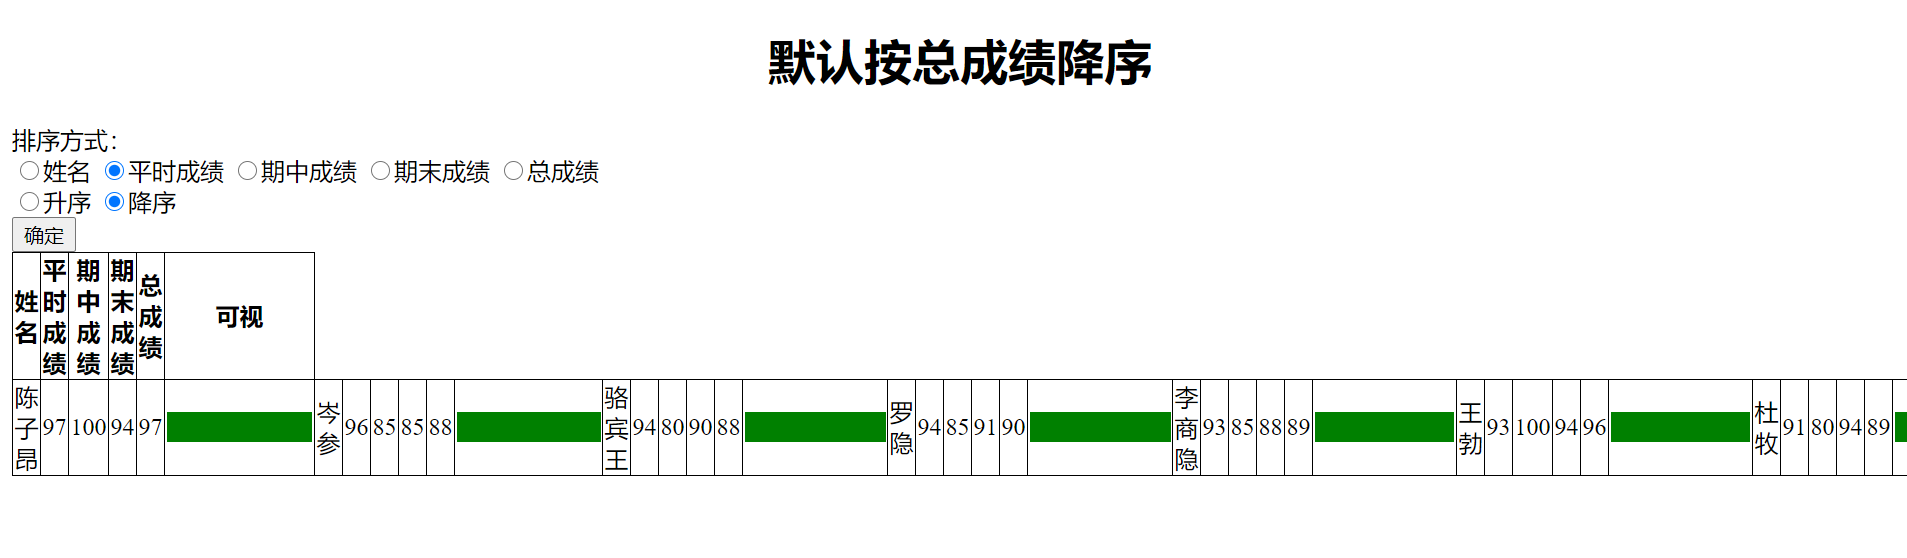 默认按总成绩降序
排序方式：
姓名 平时成绩 期中成绩 期末成绩 总成绩
升序 降序
确定
姓名 平时成绩 期中成绩 期末成绩 总成绩 可视
陈子昂 97 100 94 97 岑参 96 85 85 88 骆宾王 94 80 90 88 罗隐 94 85 91 90 李商隐 93 85 88 89 王勃 93 100 94 96 杜牧 91 80 94 89